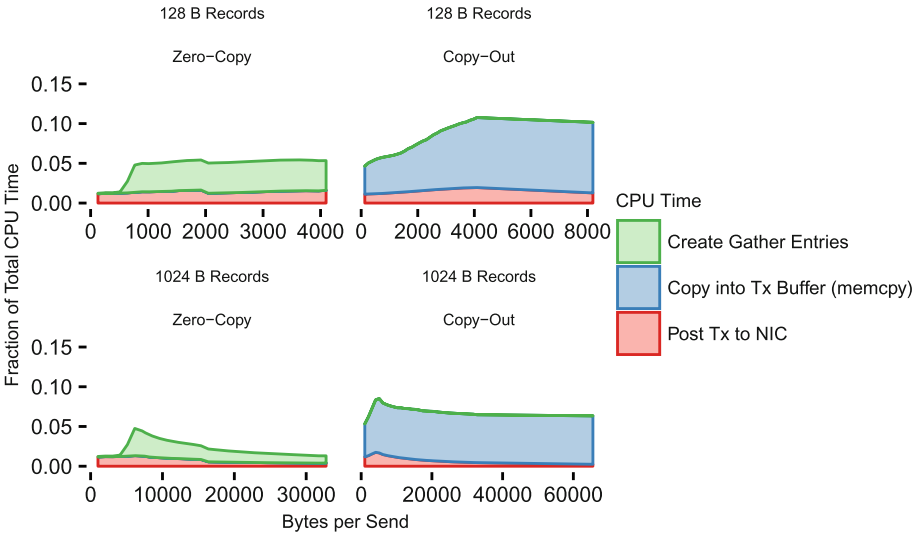 128 B Records
128 B Records
Zero−Copy
Copy−Out
0.15
0.10
0.05
0.00
0 1000 2000 3000 4000
0 2000 4000 6000 8000
1024 B Records
1024 B Records
Zero−Copy
Copy−Out
0.15
0.10
0.05
0.00
0 10000 20000 30000
0 20000 40000 60000
Bytes per Send
Fraction of Total CPU Time
CPU Time
Create Gather Entries
Copy into Tx Buffer (memcpy)
Post Tx to NIC